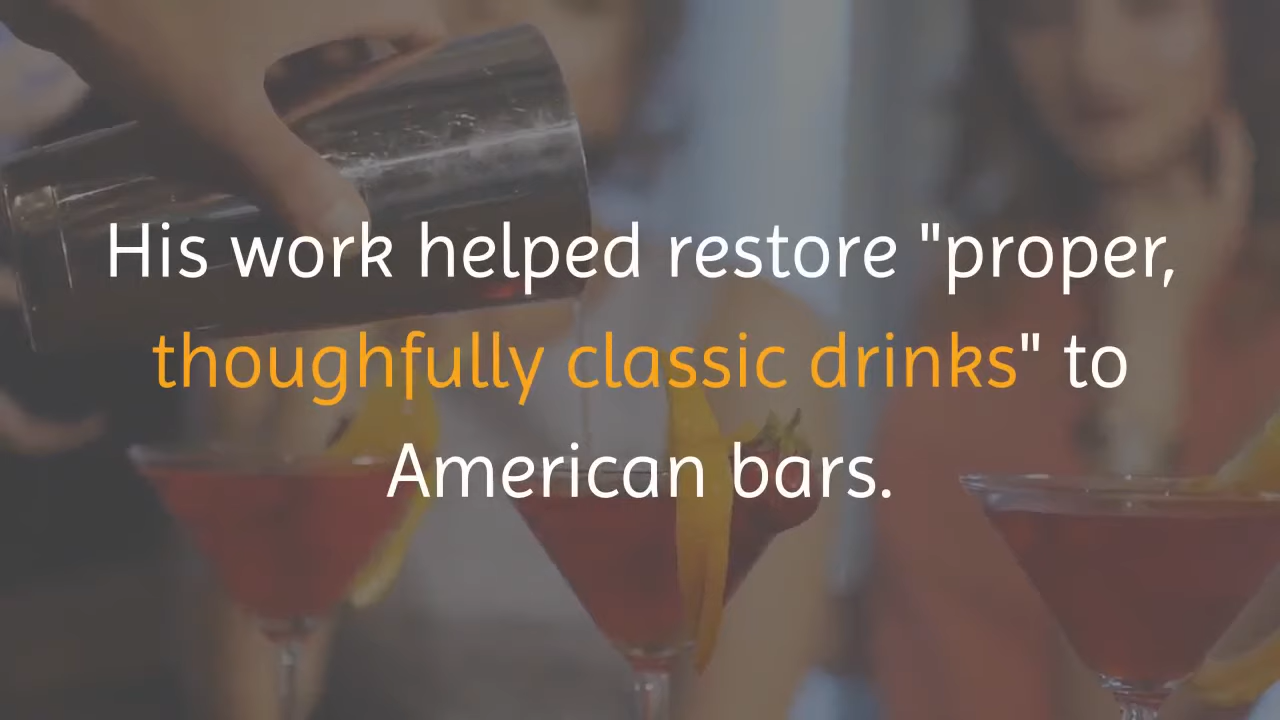 His work helped restore "proper,
thoughfully classic drinks" to
American bars.